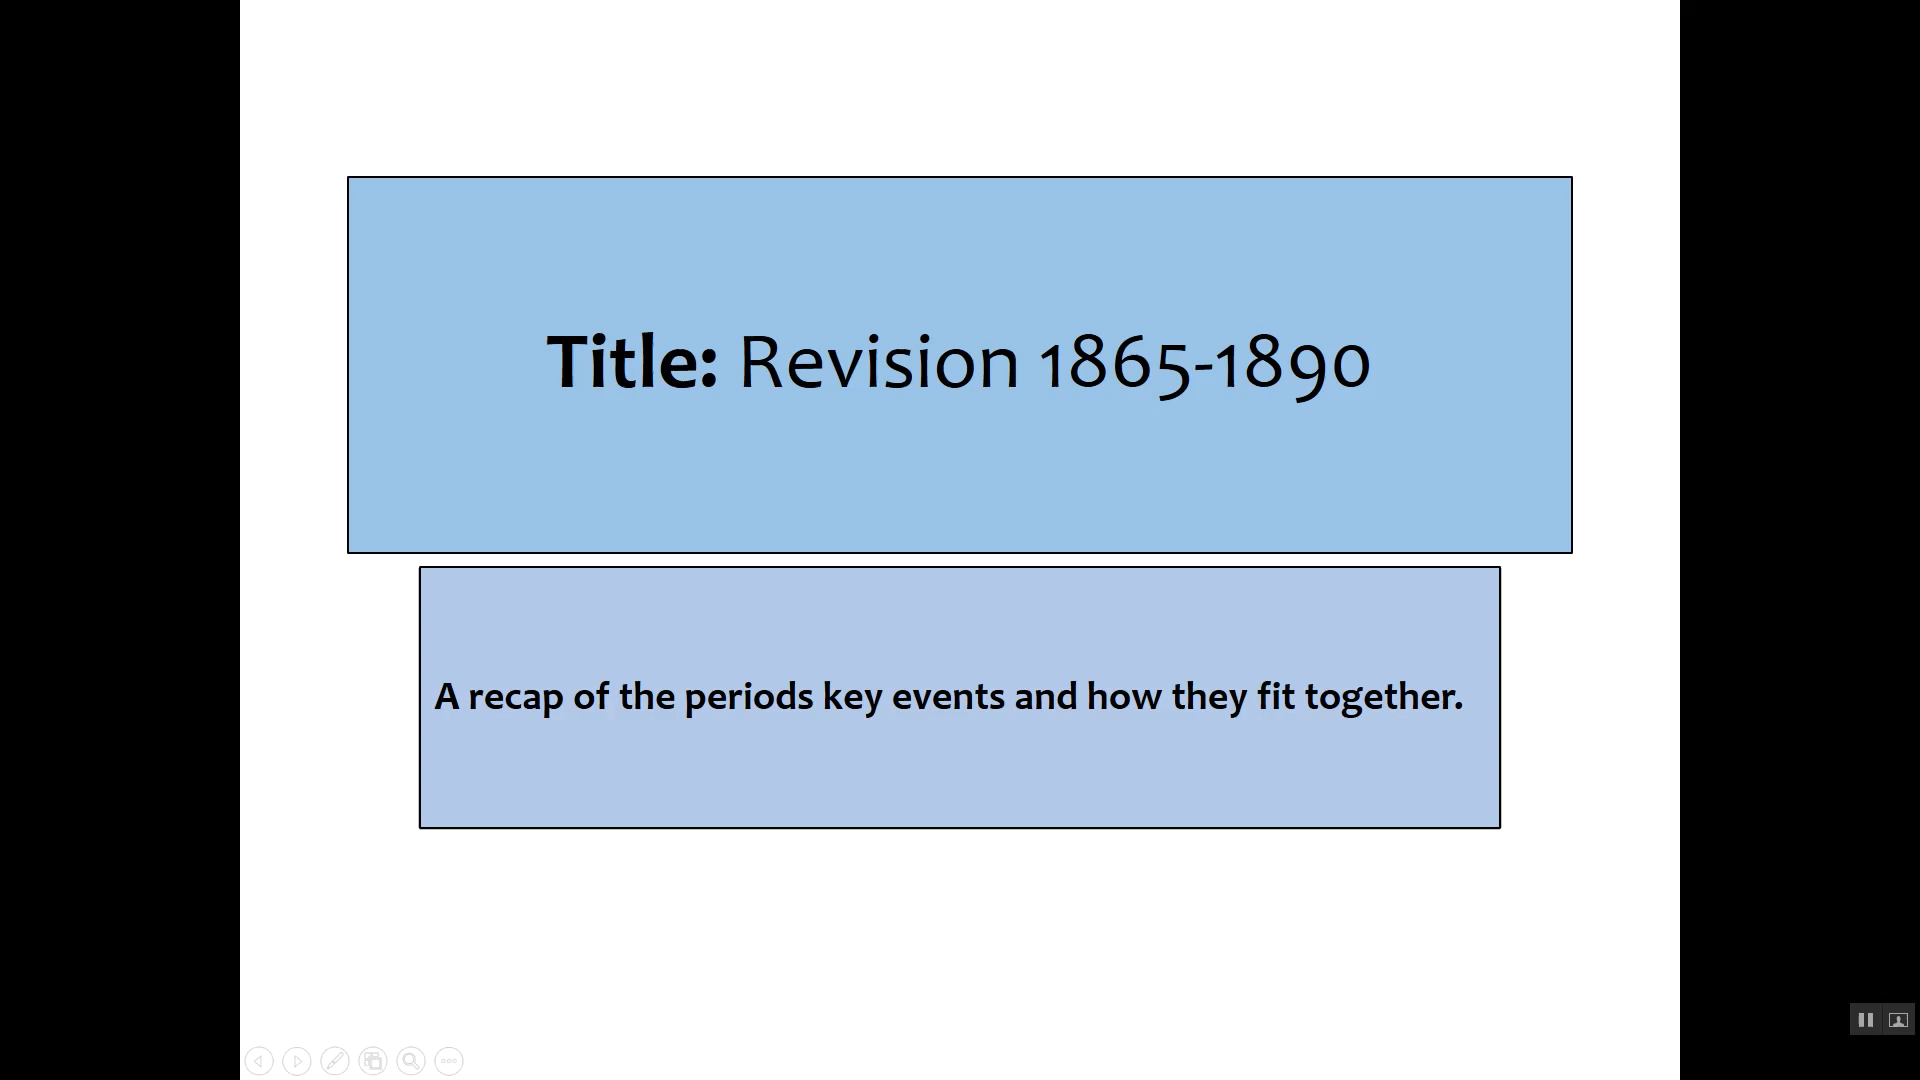 Title: Revision 1865-1890
A recap of the periods key events and how they fit together.